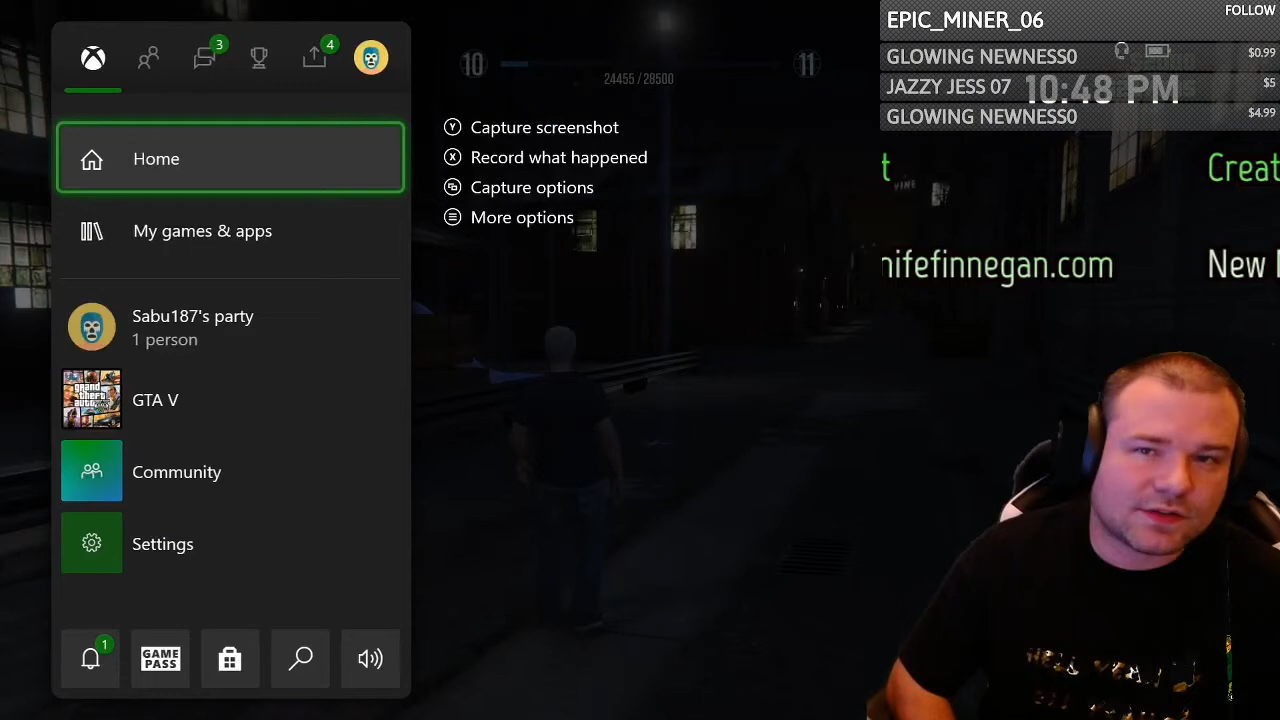 3
4
Home
My games & apps
Sabu187's party
1 person
GTA V
Community
Settings
1
GAME PASS
10
24455 / 28500
11
Y Capture screenshot
X Record what happened
Capture options
More options
FOLLOW
EPIC_MINER_06
GLOWING NEWNESS0 $0.99
JAZZY JESS 07 $5
10:48 PM
GLOWING NEWNESS0 $4.99
t Creat
nifefinnegan.com New